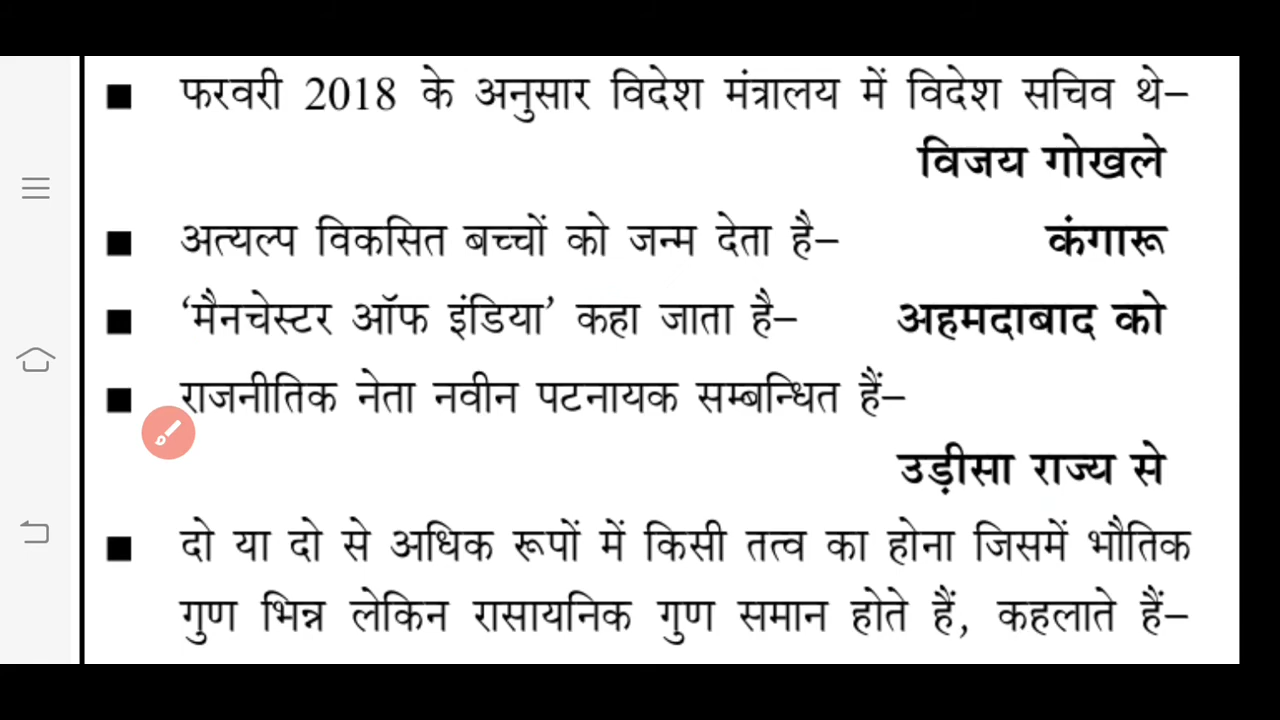 ■ फरवरी 2018 के अनुसार विदेश मंत्रालय में विदेश सचिव थे–
विजय गोखले
■ अत्यल्प विकसित बच्चों को जन्म देता है– कंगारू
■ ‘मैनचेस्टर ऑफ इंडिया’ कहा जाता है– अहमदाबाद को
■ राजनीतिक नेता नवीन पटनायक सम्बन्धित हैं–
उड़ीसा राज्य से
■ दो या दो से अधिक रूपों में किसी तत्व का होना जिसमें भौतिक
गुण भिन्न लेकिन रासायनिक गुण समान होते हैं, कहलाते हैं–